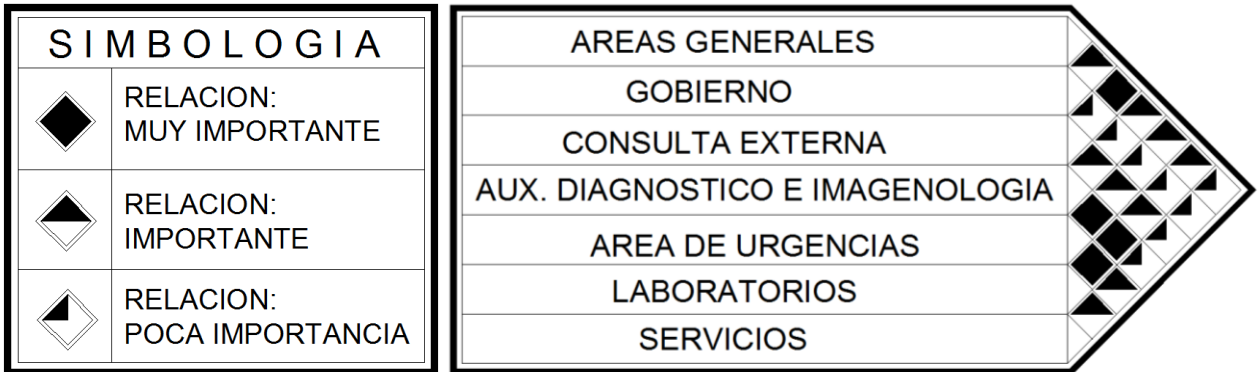 SIMBOLOGIA
RELACION:
MUY IMPORTANTE
RELACION:
IMPORTANTE
RELACION:
POCA IMPORTANCIA
AREAS GENERALES
GOBIERNO
CONSULTA EXTERNA
AUX. DIAGNOSTICO E IMAGENOLOGIA
AREA DE URGENCIAS
LABORATORIOS
SERVICIOS